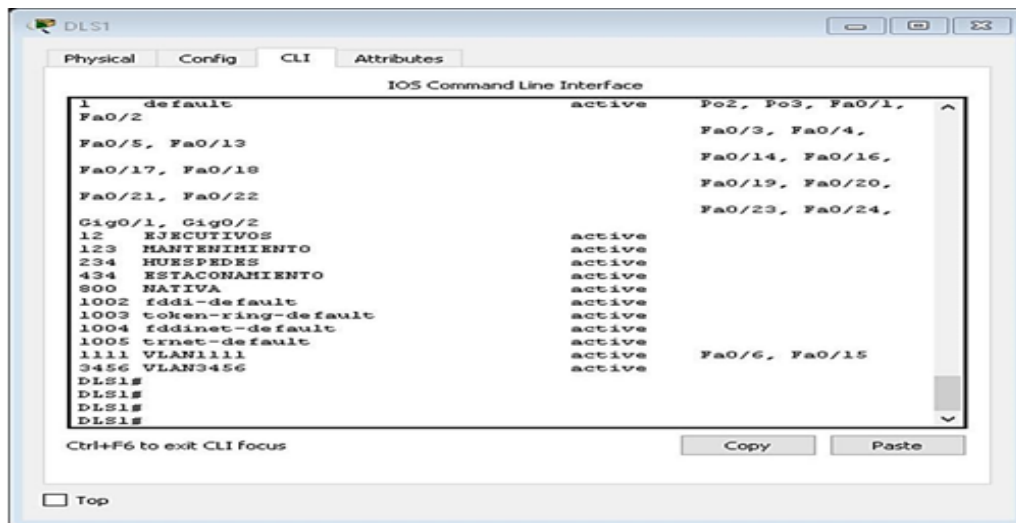 DLS1
Physical Config CLI Attributes
IOS Command Line Interface
1 default active Po2, Po3, Fa0/1,
Fa0/2
Fa0/3, Fa0/4,
Fa0/5, Fa0/13
Fa0/14, Fa0/16,
Fa0/17, Fa0/18
Fa0/19, Fa0/20,
Fa0/21, Fa0/22
Fa0/23, Fa0/24,
Gig0/1, Gig0/2
12 EJECUTIVOS active
123 MANTENIMIENTO active
234 HUESPEDES active
434 ESTACONAMIENTO active
800 NATIVA active
1002 fddi-default active
1003 token-ring-default active
1004 fddinet-default active
1005 trnet-default active
1111 VLAN1111 active Fa0/6, Fa0/15
3456 VLAN3456 active
DLS1#
DLS1#
DLS1#
DLS1#
Ctrl+F6 to exit CLI focus Copy Paste
Top